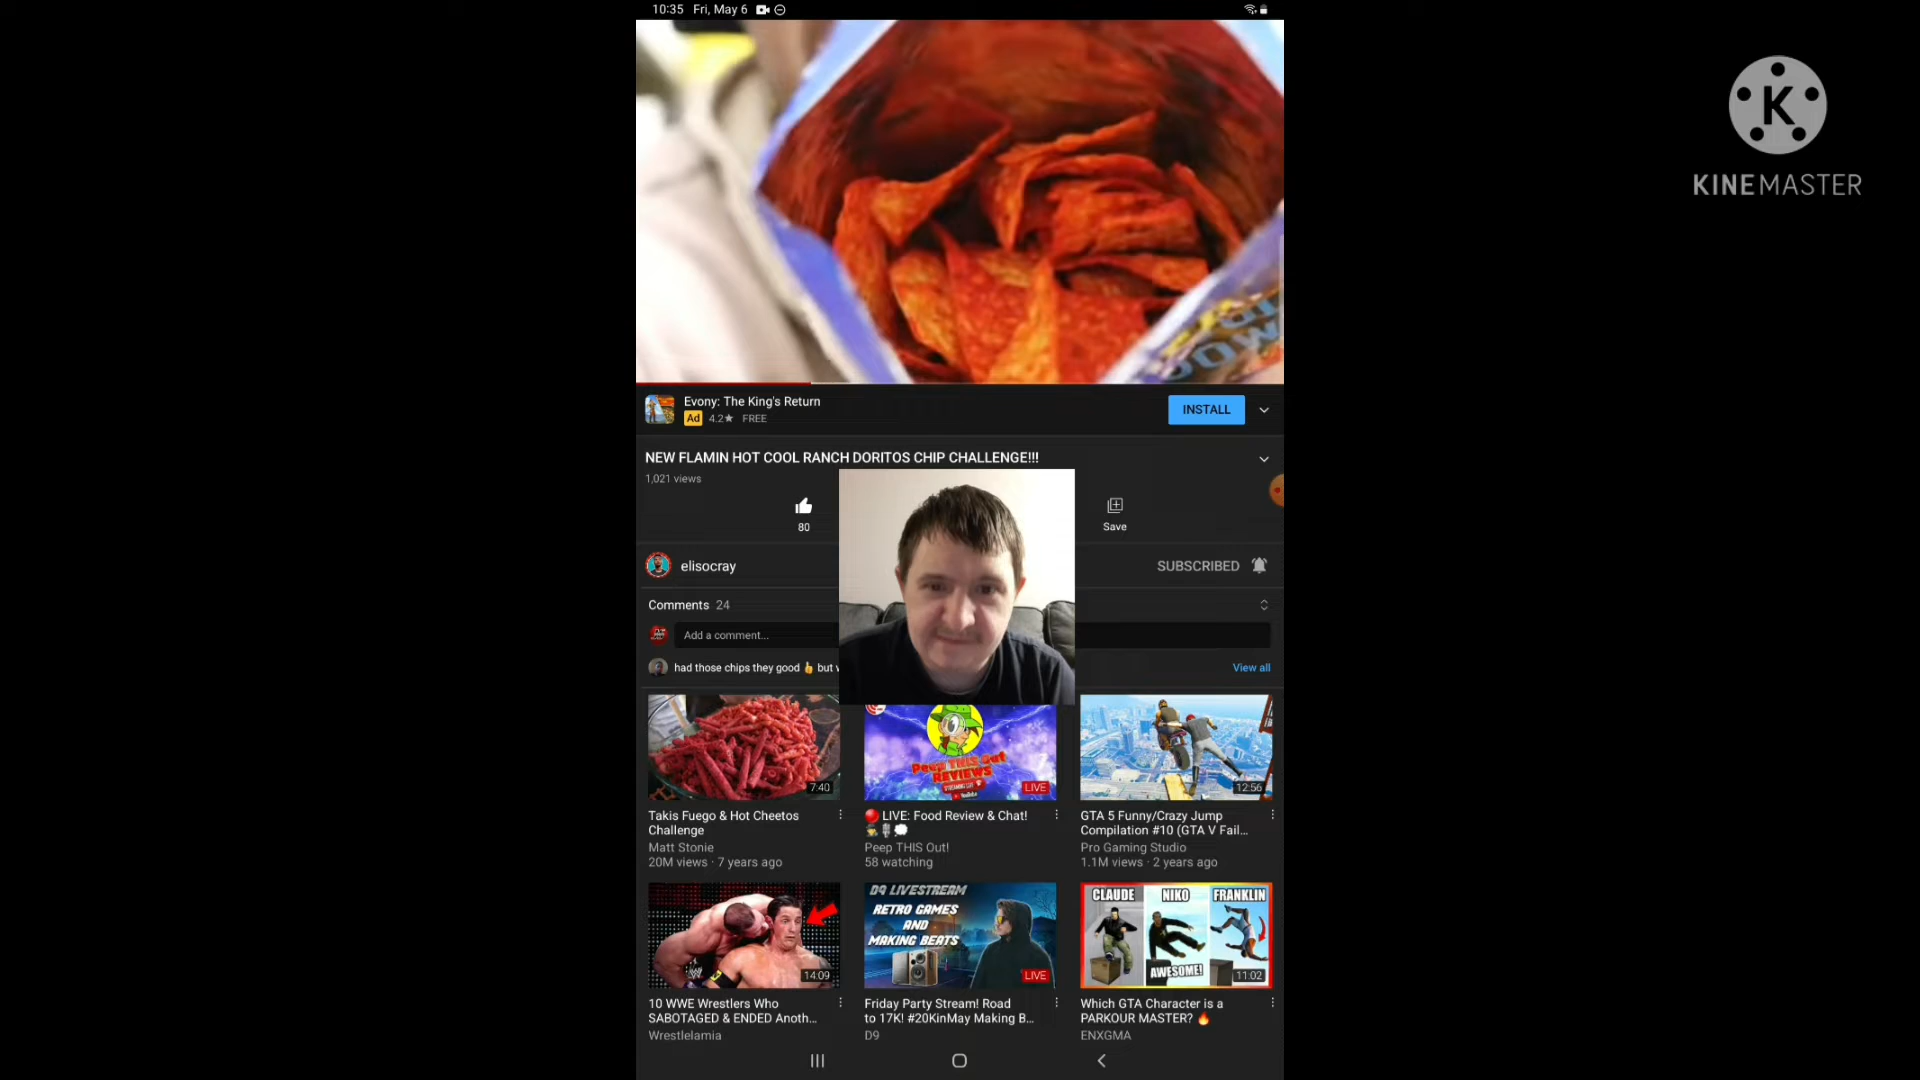 10:35 Fri, May 6
KINEMASTER
Evony: The King's Return
Ad 4.2★ FREE
INSTALL
NEW FLAMIN HOT COOL RANCH DORITOS CHIP CHALLENGE!!!
1,021 views
80
Save
elisocray
SUBSCRIBED
Comments 24
Add a comment...
had those chips they good 👍 but
View all
7:40
Peep THIS Out
REVIEWS
LIVE
12:56
Takis Fuego & Hot Cheetos
Challenge
Matt Stonie
20M views · 7 years ago
🔴 LIVE: Food Review & Chat!
Peep THIS Out!
58 watching
GTA 5 Funny/Crazy Jump
Compilation #10 (GTA V Fail...
Pro Gaming Studio
1.1M views · 2 years ago
14:09
D9 LIVESTREAM
RETRO GAMES
AND
MAKING BEATS
LIVE
CLAUDE NIKO FRANKLIN
AWESOME!
11:02
10 WWE Wrestlers Who
SABOTAGED & ENDED Anoth...
Wrestlelamia
Friday Party Stream! Road
to 17K! #20KinMay Making B...
D9
Which GTA Character is a
PARKOUR MASTER? 🔥
ENXGMA